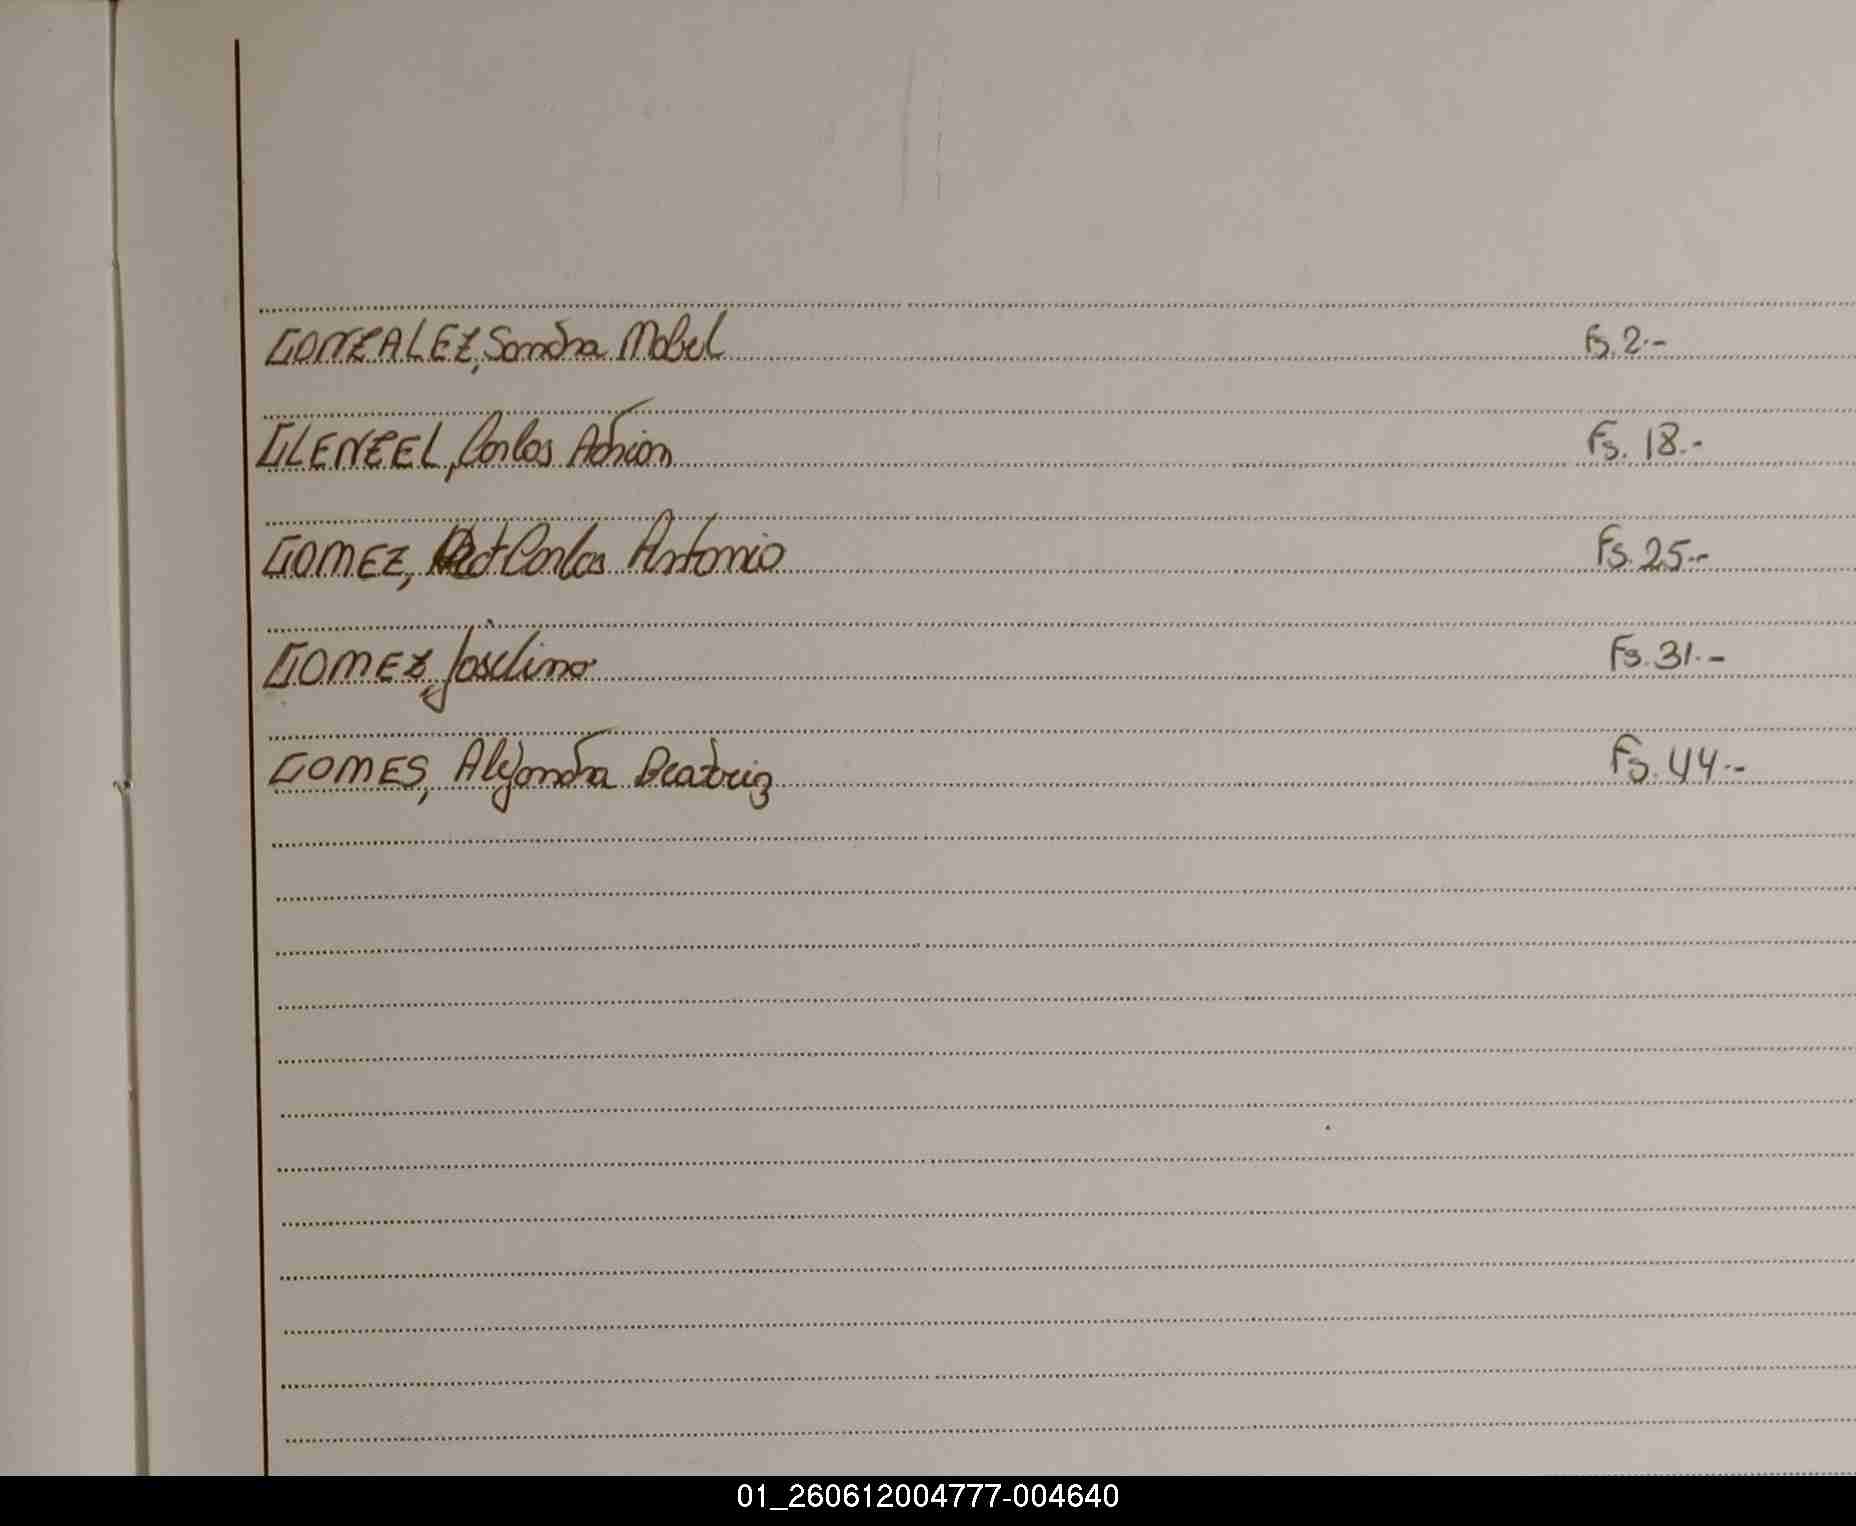 GONZALEZ, Sandra Mabel Fs. 2.-
GLENZEL, Carlos Adrian Fs. 18.-
GOMEZ, Carlos Antonio Fs. 25.-
GOMEZ, Joselino Fs. 31.-
GOMES, Alejandra Beatriz Fs. 44.-
01_260612004777-004640